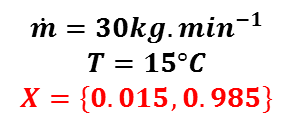 ṁ = 30kg.min⁻¹
T = 15°C
X = {0.015, 0.985}